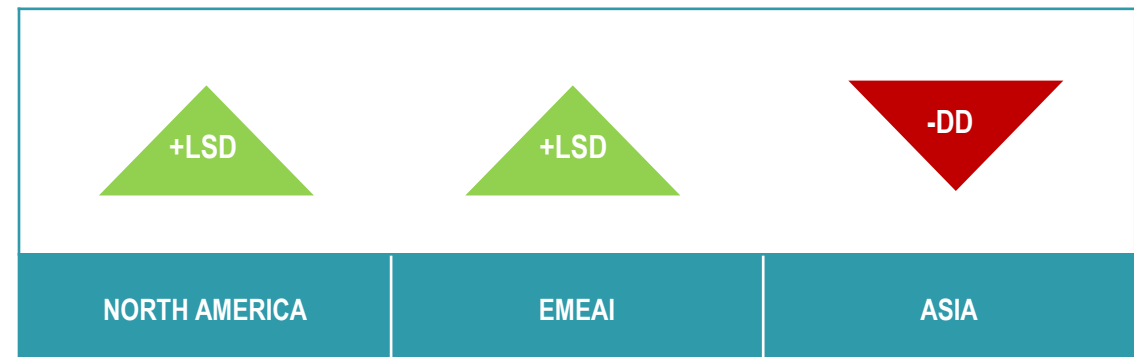 +LSD
+LSD
-DD
NORTH AMERICA
EMEAI
ASIA